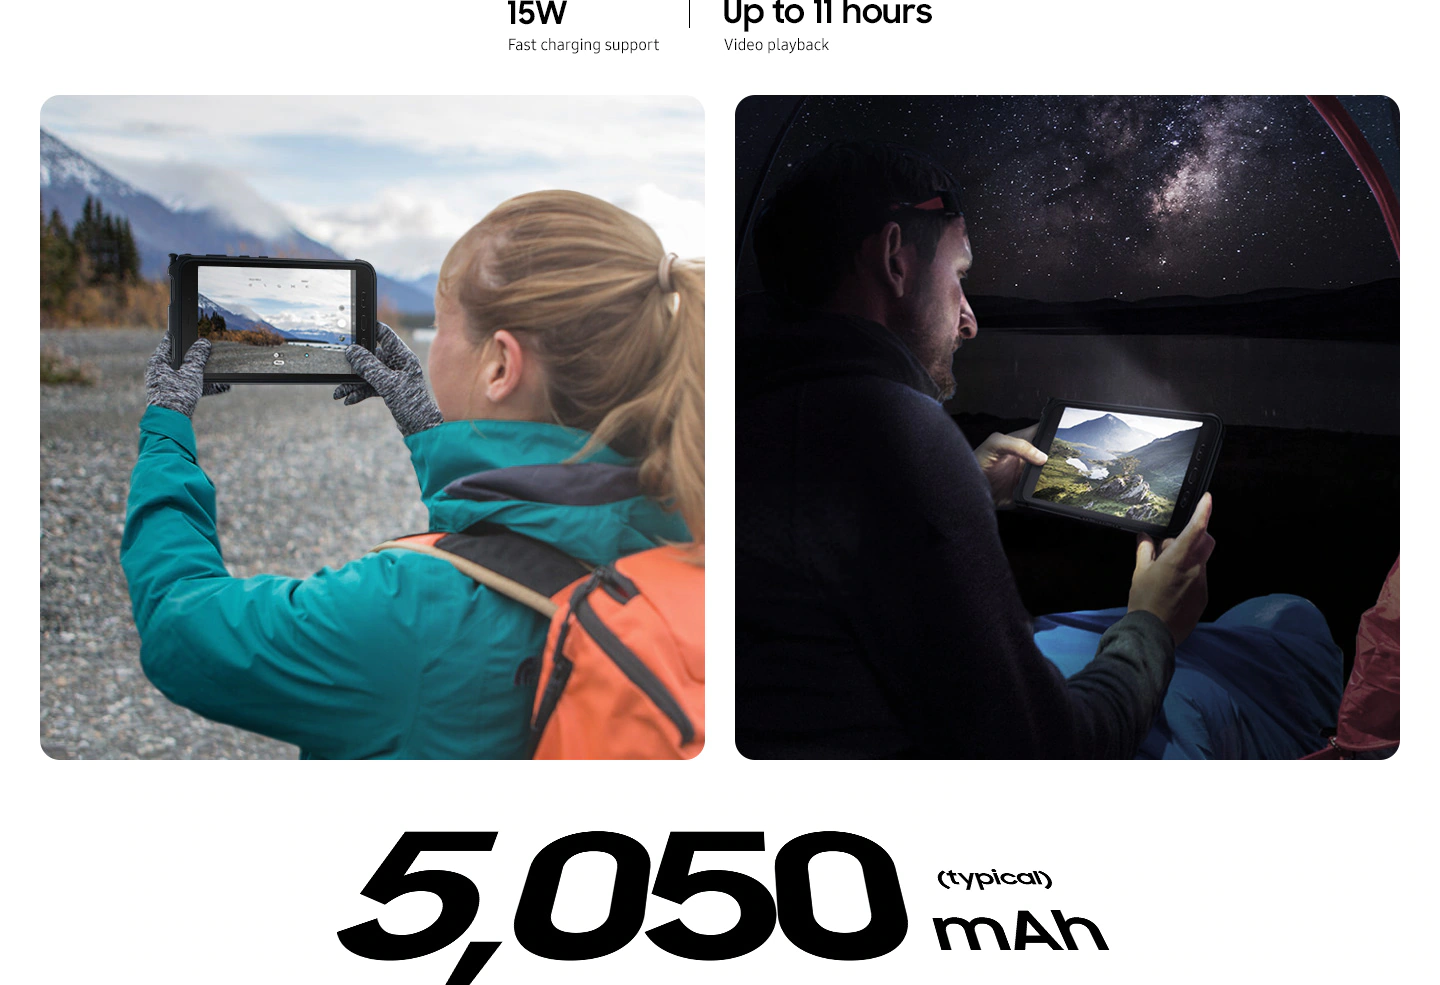 15W
Up to 11 hours
Fast charging support
Video playback
5,050
(typical)
mAh